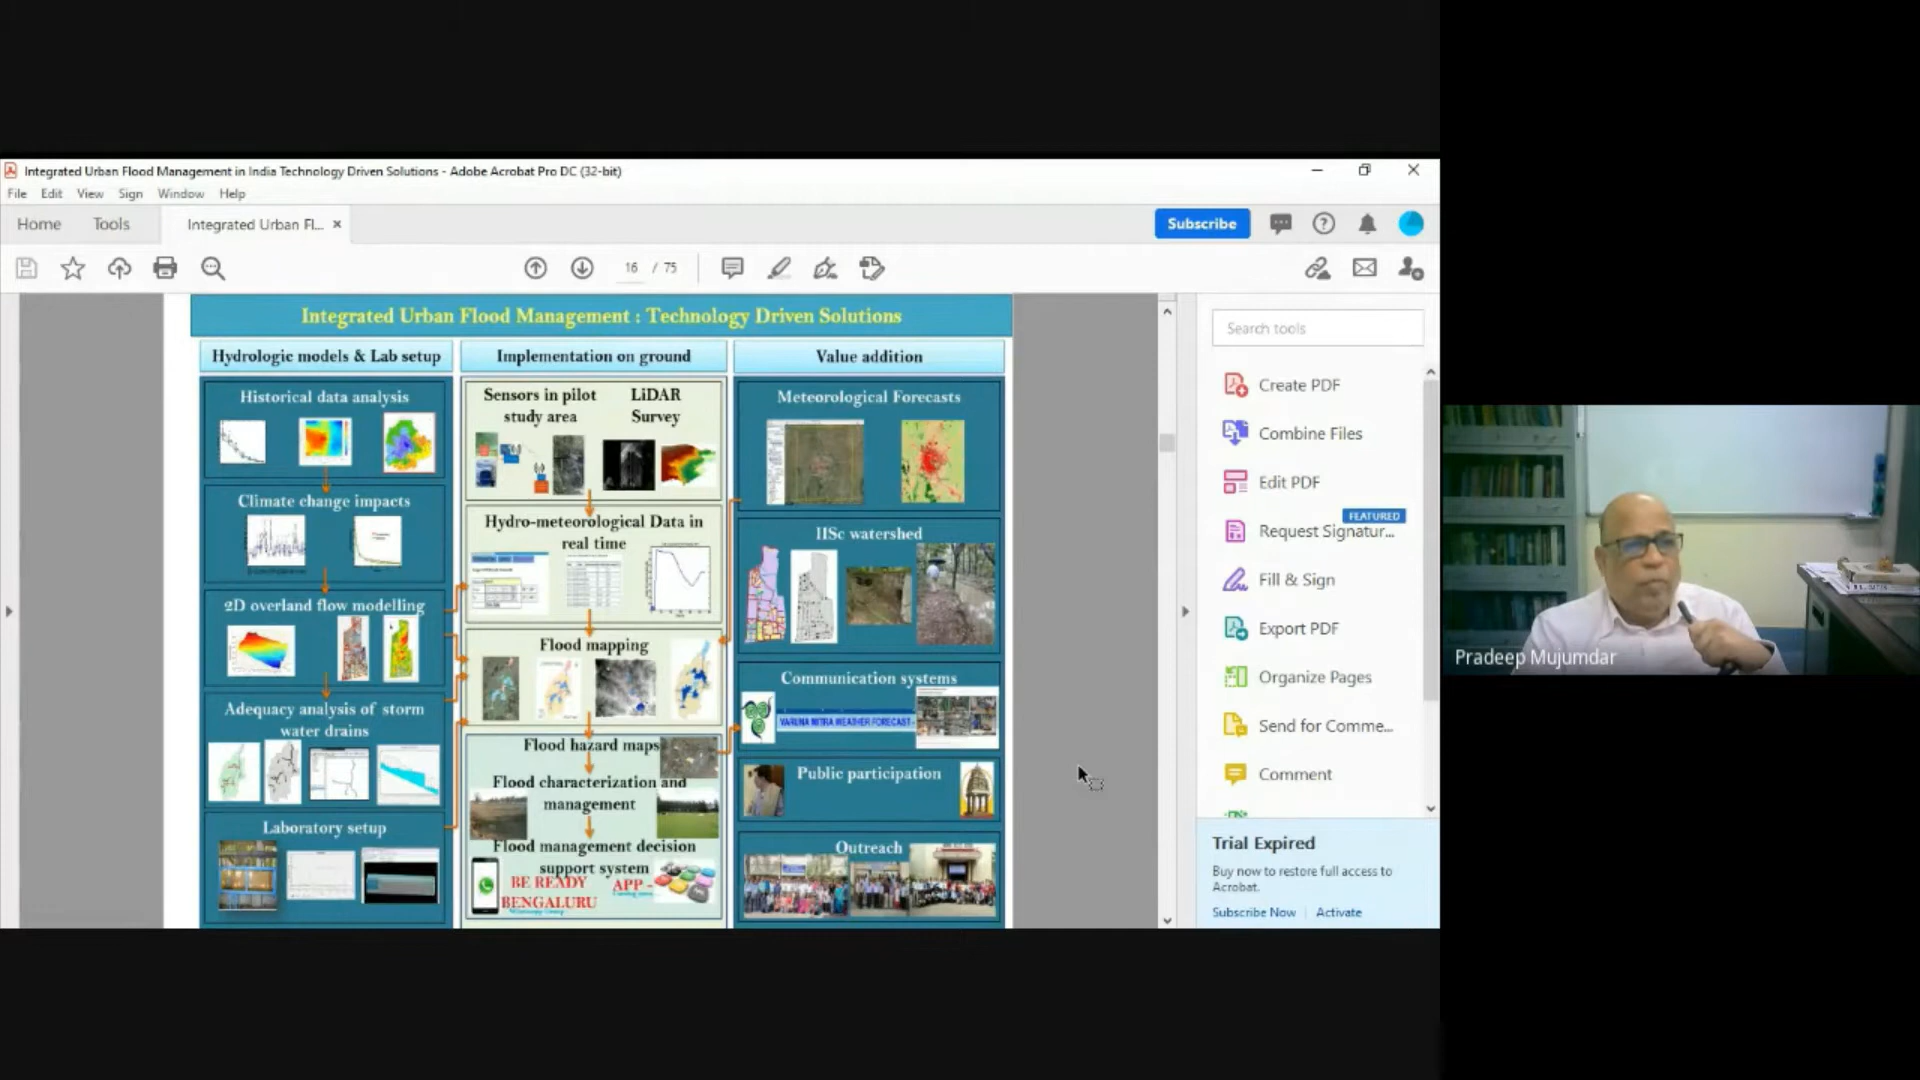 Integrated Urban Flood Management in India Technology Driven Solutions - Adobe Acrobat Pro DC (32-bit)
File Edit View Sign Window Help
Home Tools Integrated Urban Fl... ×
Subscribe
16 / 75
Integrated Urban Flood Management : Technology Driven Solutions
Hydrologic models & Lab setup
Historical data analysis
Climate change impacts
2D overland flow modelling
Adequacy analysis of storm
water drains
Laboratory setup
Implementation on ground
Sensors in pilot
study area
LiDAR
Survey
Hydro-meteorological Data in
real time
Flood mapping
Flood hazard maps
Flood characterization and
management
Flood management decision
support system
BE READY
BENGALURU
APP -
Value addition
Meteorological Forecasts
IISc watershed
Communication systems
VARUNA MITRA WEATHER FORECAST -
Public participation
Outreach
Search tools
Create PDF
Combine Files
Edit PDF
FEATURED
Request Signatur...
Fill & Sign
Export PDF
Organize Pages
Send for Comme...
Comment
Trial Expired
Buy now to restore full access to
Acrobat.
Subscribe Now | Activate
Pradeep Mujumdar